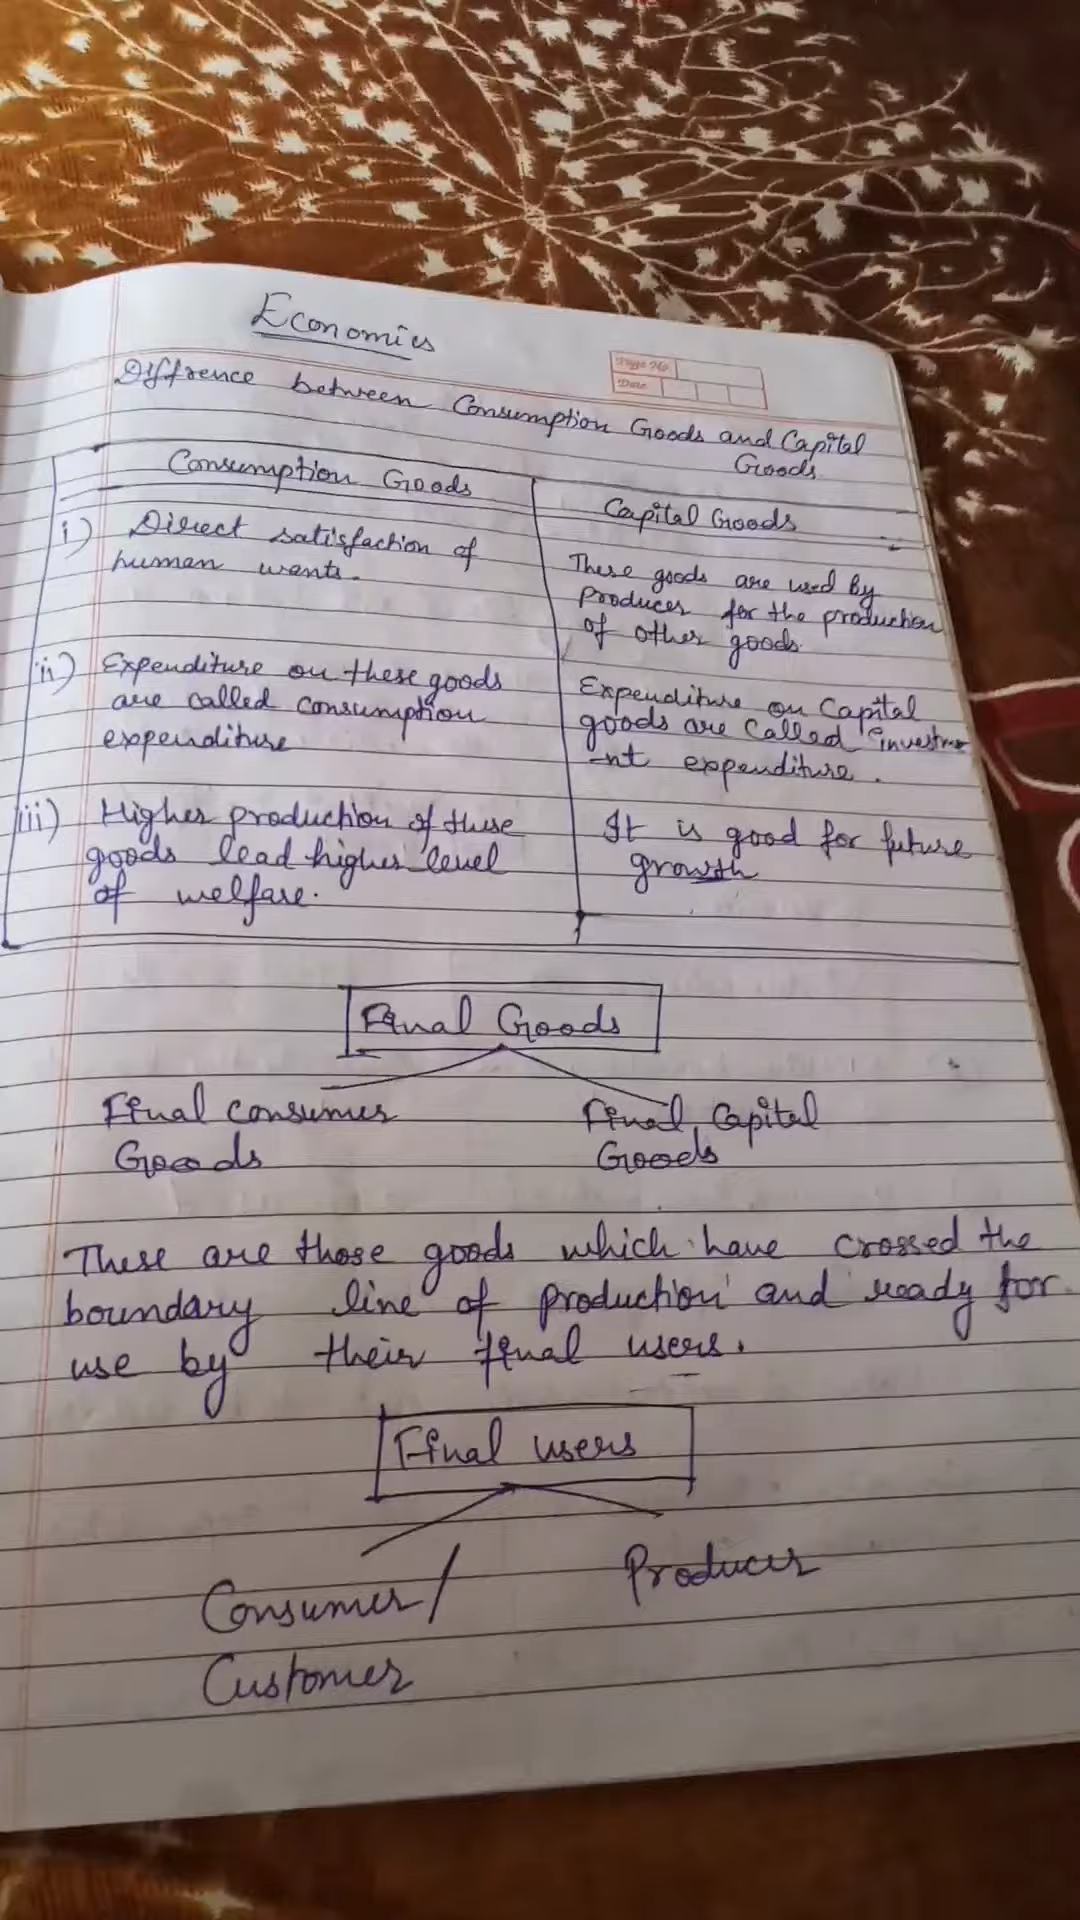 Economics
Page No
Date
Diffrence between Consumption Goods and Capital
Goods
Consumption Goods
Capital Goods
i) Direct satisfaction of
human wants.
These goods are used by
producer for the production
of other goods.
ii) Expenditure on these goods
are called consumption
expenditure
Expenditure on Capital
goods are called investme
-nt expenditure.
iii) Higher production of these
goods lead higher level
of welfare.
It is good for future
growth
Final Goods
Final consumer
Goods
Final Capital
Goods
These are those goods which have crossed the
boundary line of production and ready for
use by their final users.
Final users
Consumer/
Customer
Producer